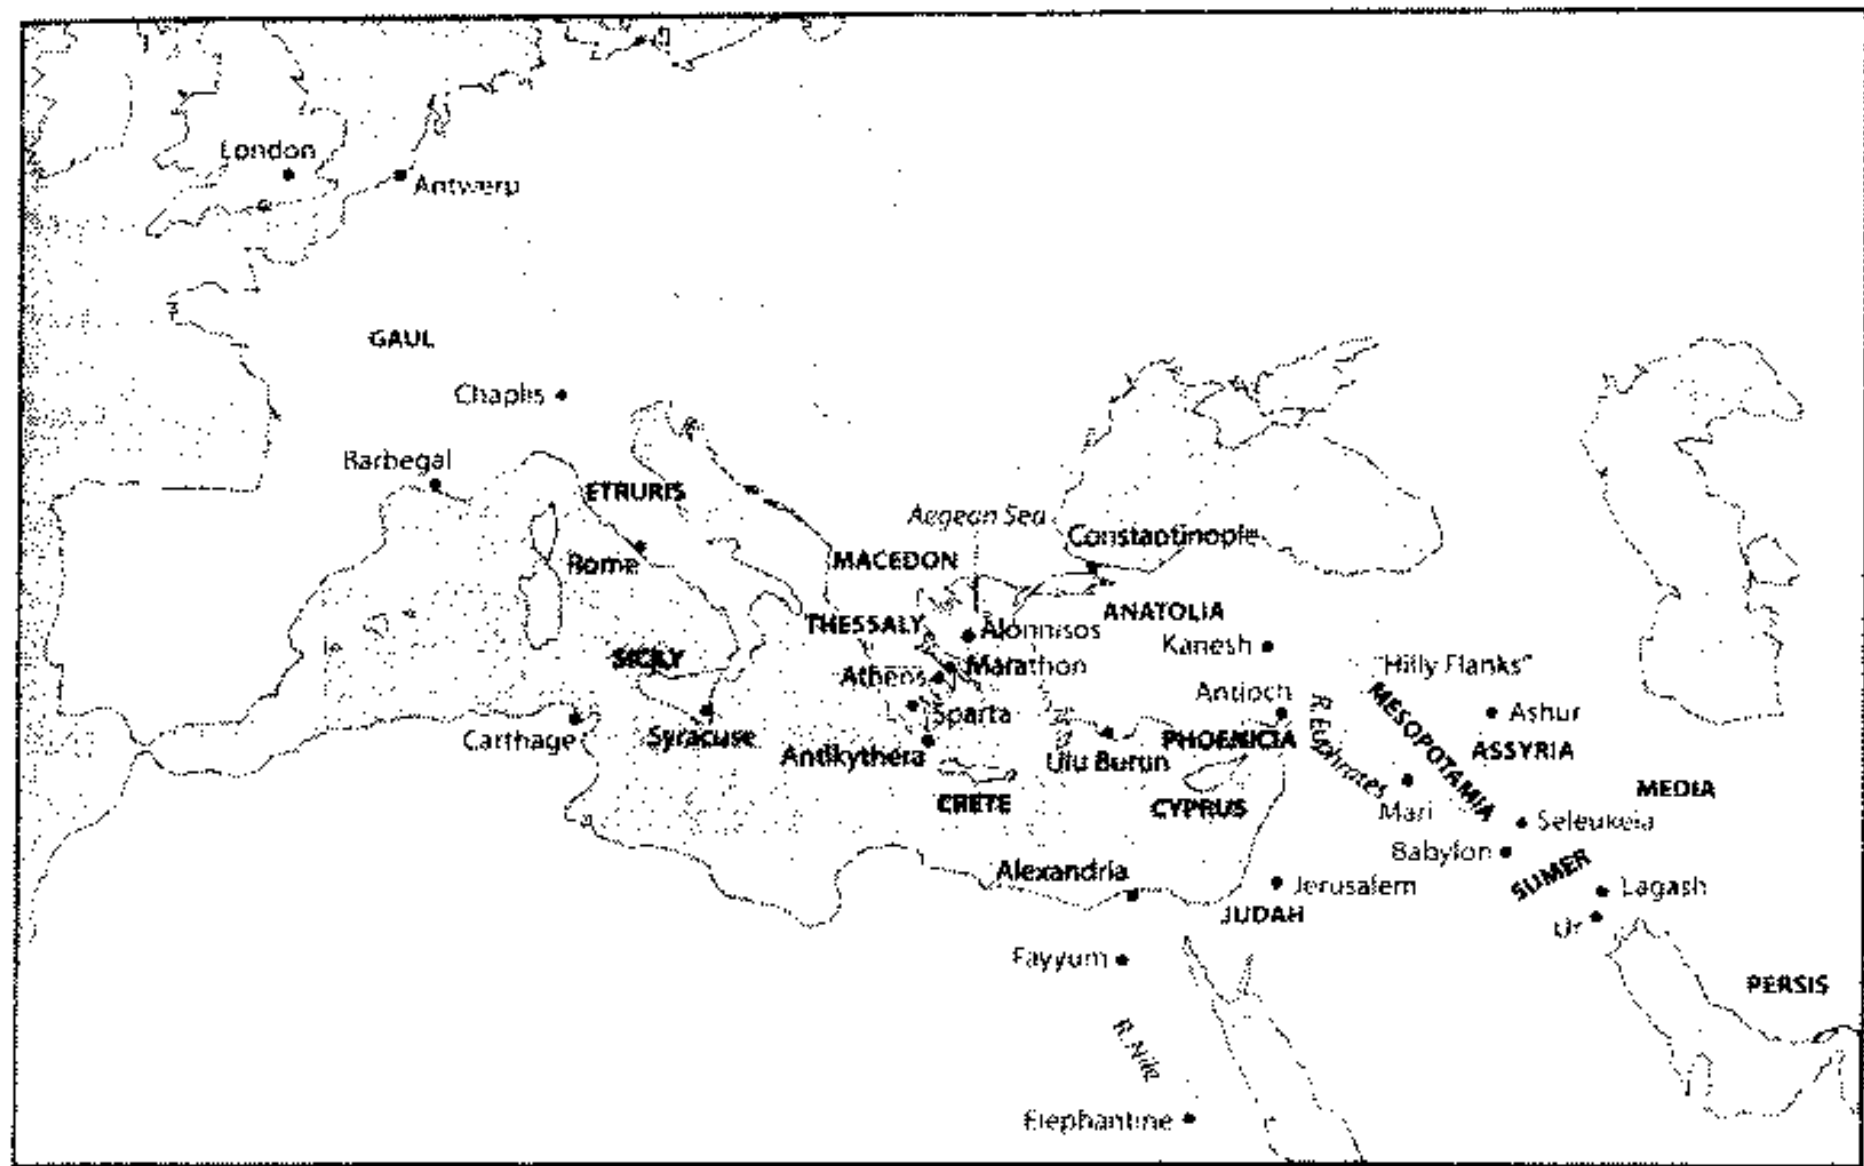 London
Antwerp
GAUL
Chaplis
Barbegal
ETRURIS
Aegean Sea
Constantinople
Rome
MACEDON
ANATOLIA
THESSALY
Alonnisos
Kanesh
SICILY
Marathon
"Hilly Flanks"
Athens
Antioch
MESOPOTAMIA
Sparta
Ashur
R. Euphrates
Carthage
Syracuse
PHOENICIA
ASSYRIA
Antikythera
Ulu Burun
CRETE
CYPRUS
Mari
MEDIA
Seleukeia
Babylon
SUMER
Alexandria
Jerusalem
Lagash
JUDAH
Ur
Fayyum
PERSIS
R. Nile
Elephantine